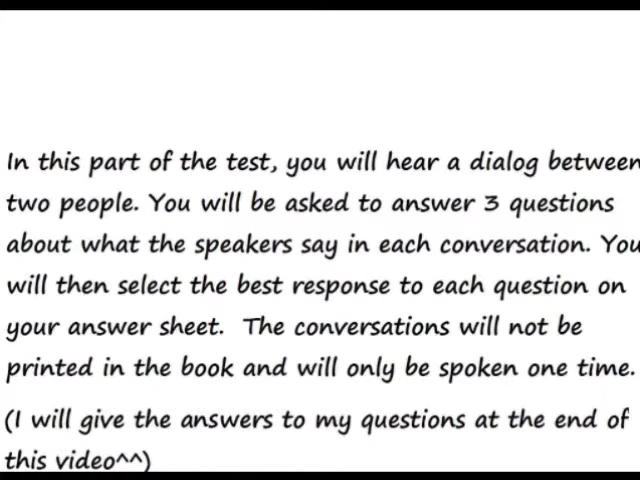 In this part of the test, you will hear a dialog between
two people. You will be asked to answer 3 questions
about what the speakers say in each conversation. You
will then select the best response to each question on
your answer sheet. The conversations will not be
printed in the book and will only be spoken one time.
(I will give the answers to my questions at the end of
this video^^)